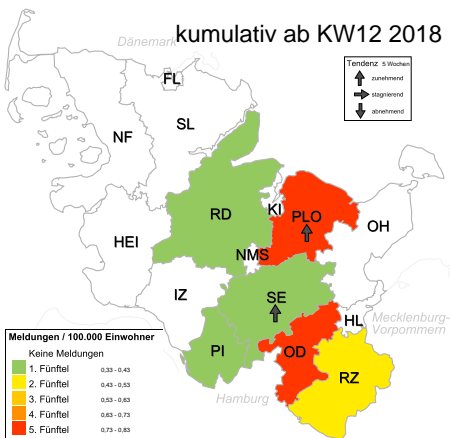 kumulativ ab KW12 2018
Dänemark
Tendenz 5 Wochen
zunehmend
stagnierend
abnehmend
FL
NF
SL
RD
KI
PLO
OH
HEI
NMS
IZ
SE
HL
Mecklenburg-
Vorpommern
PI
OD
RZ
Hamburg
Meldungen / 100.000 Einwohner
Keine Meldungen
1. Fünftel 0,33 - 0,43
2. Fünftel 0,43 - 0,53
3. Fünftel 0,53 - 0,63
4. Fünftel 0,63 - 0,73
5. Fünftel 0,73 - 0,83